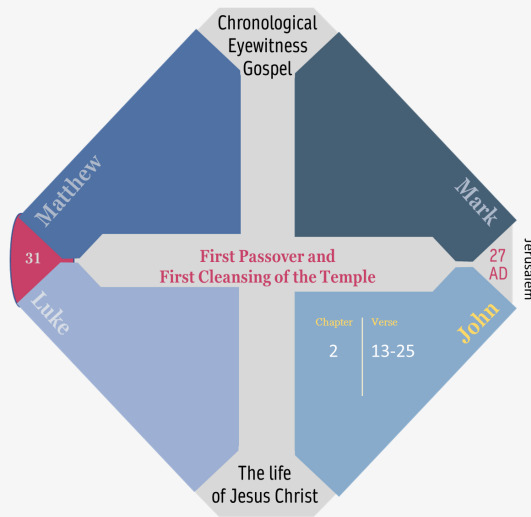 Chronological
Eyewitness
Gospel
Matthew
Mark
31
First Passover and
First Cleansing of the Temple
27
AD
Jerusalem
Luke
John
Chapter Verse
2 13-25
The life
of Jesus Christ